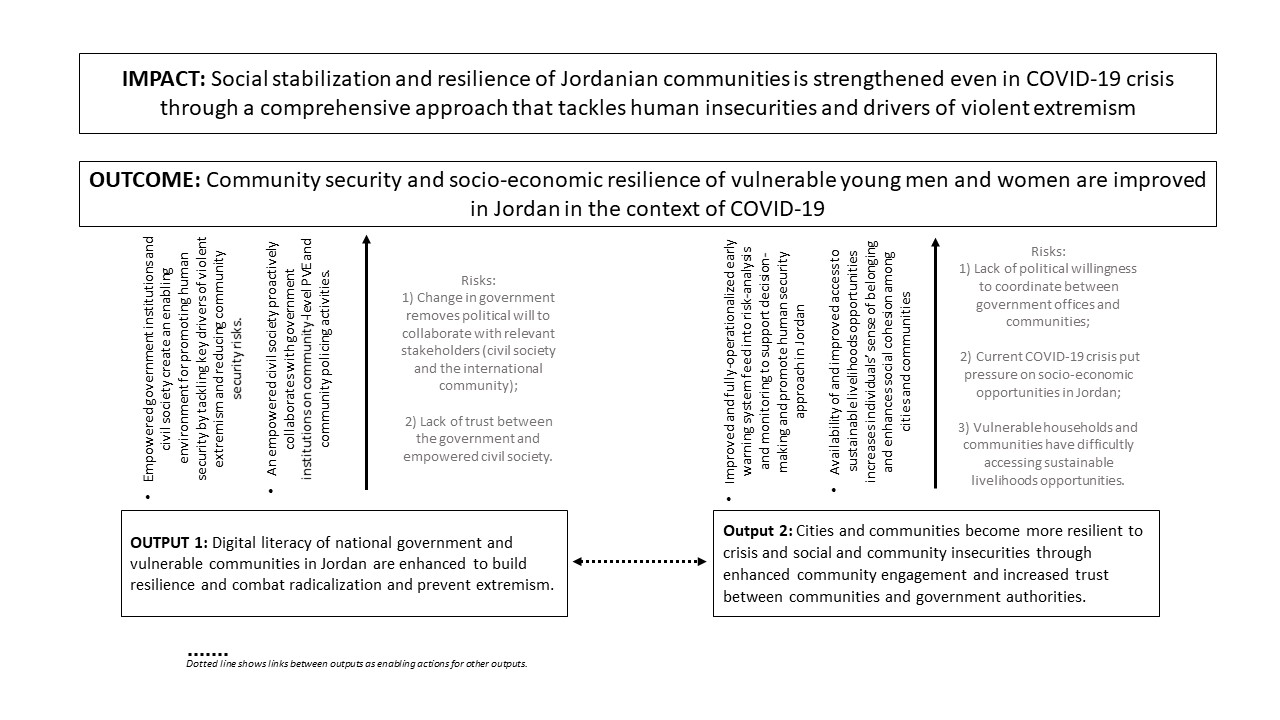 IMPACT: Social stabilization and resilience of Jordanian communities is strengthened even in COVID-19 crisis
through a comprehensive approach that tackles human insecurities and drivers of violent extremism
OUTCOME: Community security and socio-economic resilience of vulnerable young men and women are improved
in Jordan in the context of COVID-19
• Empowered government institutions and
civil society create an enabling
environment for promoting human
security by tackling key drivers of violent
extremism and reducing community
security risks.
• An empowered civil society proactively
collaborates with government
institutions on community-level PVE and
community policing activities.
Risks:
1) Change in government
removes political will to
collaborate with relevant
stakeholders (civil society
and the international
community);
2) Lack of trust between
the government and
empowered civil society.
• Improved and fully-operationalized early
warning system feed into risk-analysis
and monitoring to support decision-
making and promote human security
approach in Jordan
• Availability of and improved access to
sustainable livelihoods opportunities
increases individuals' sense of belonging
and enhances social cohesion among
cities and communities
Risks:
1) Lack of political willingness
to coordinate between
government offices and
communities;
2) Current COVID-19 crisis put
pressure on socio-economic
opportunities in Jordan;
3) Vulnerable households and
communities have difficultly
accessing sustainable
livelihoods opportunities.
OUTPUT 1: Digital literacy of national government and
vulnerable communities in Jordan are enhanced to build
resilience and combat radicalization and prevent extremism.
Output 2: Cities and communities become more resilient to
crisis and social and community insecurities through
enhanced community engagement and increased trust
between communities and government authorities.
.......
Dotted line shows links between outputs as enabling actions for other outputs.